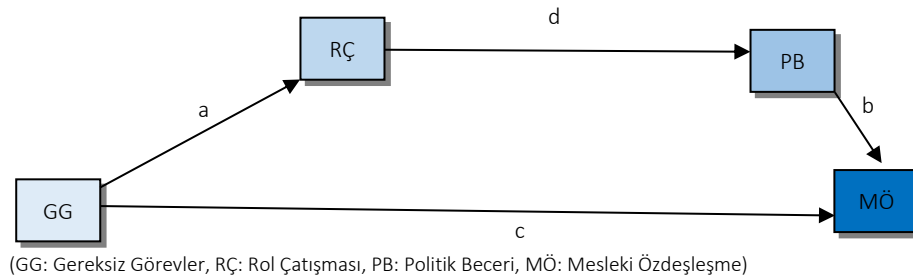 d
RÇ
PB
a
b
GG
MÖ
c
(GG: Gereksiz Görevler, RÇ: Rol Çatışması, PB: Politik Beceri, MÖ: Mesleki Özdeşleşme)